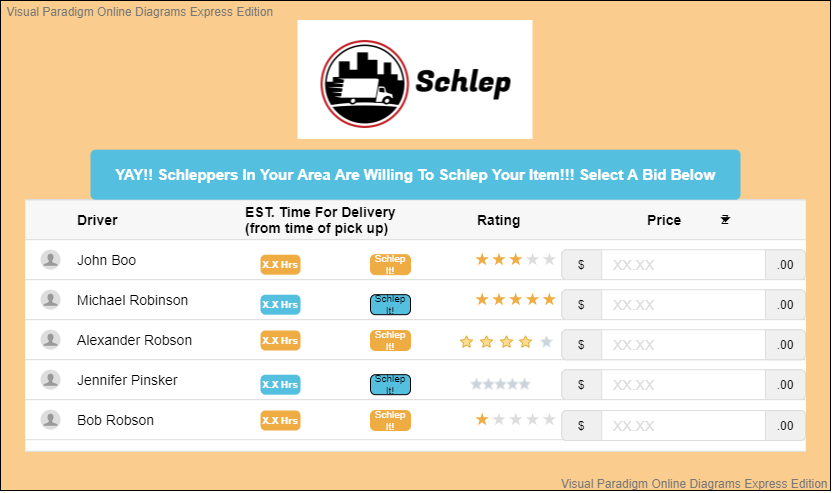 Visual Paradigm Online Diagrams Express Edition
Schlep
YAY!! Schleppers In Your Area Are Willing To Schlep Your Item!!! Select A Bid Below
Driver EST. Time For Delivery (from time of pick up) Rating Price
John Boo X.X Hrs Schlep It! $ XX.XX .00
Michael Robinson X.X Hrs Schlep It! $ XX.XX .00
Alexander Robson X.X Hrs Schlep It! $ XX.XX .00
Jennifer Pinsker X.X Hrs Schlep It! $ XX.XX .00
Bob Robson X.X Hrs Schlep It! $ XX.XX .00
Visual Paradigm Online Diagrams Express Edition